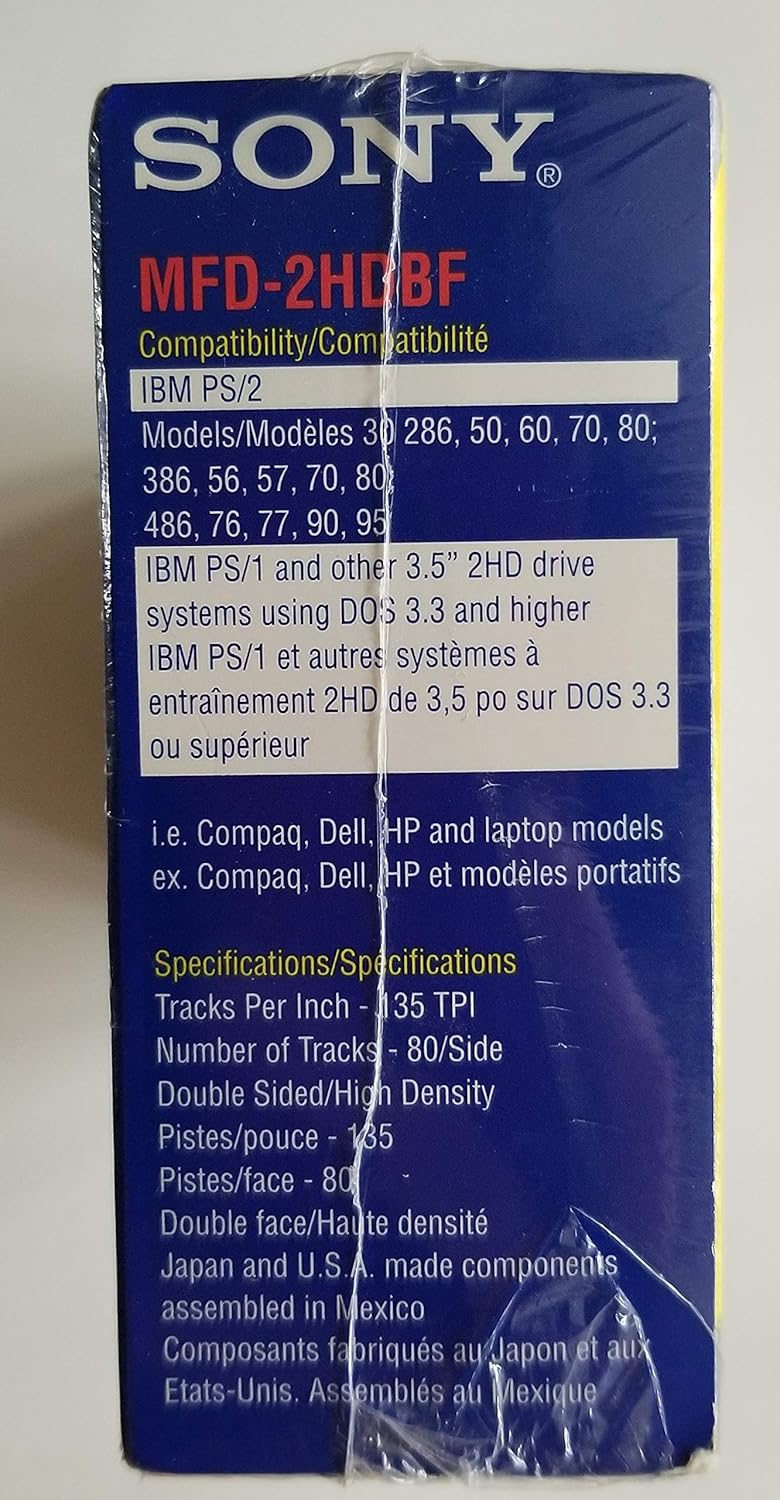 SONY®
MFD-2HDBF
Compatibility/Compatibilité
IBM PS/2
Models/Modèles 30 286, 50, 60, 70, 80;
386, 56, 57, 70, 80;
486, 76, 77, 90, 95
IBM PS/1 and other 3.5” 2HD drive
systems using DOS 3.3 and higher
IBM PS/1 et autres systèmes à
entraînement 2HD de 3,5 po sur DOS 3.3
ou supérieur
i.e. Compaq, Dell, HP and laptop models
ex. Compaq, Dell, HP et modèles portatifs
Specifications/Spécifications
Tracks Per Inch - 135 TPI
Number of Tracks - 80/Side
Double Sided/High Density
Pistes/pouce - 135
Pistes/face - 80
Double face/Haute densité
Japan and U.S.A. made components
assembled in Mexico
Composants fabriqués au Japon et aux
Etats-Unis. Assemblés au Mexique